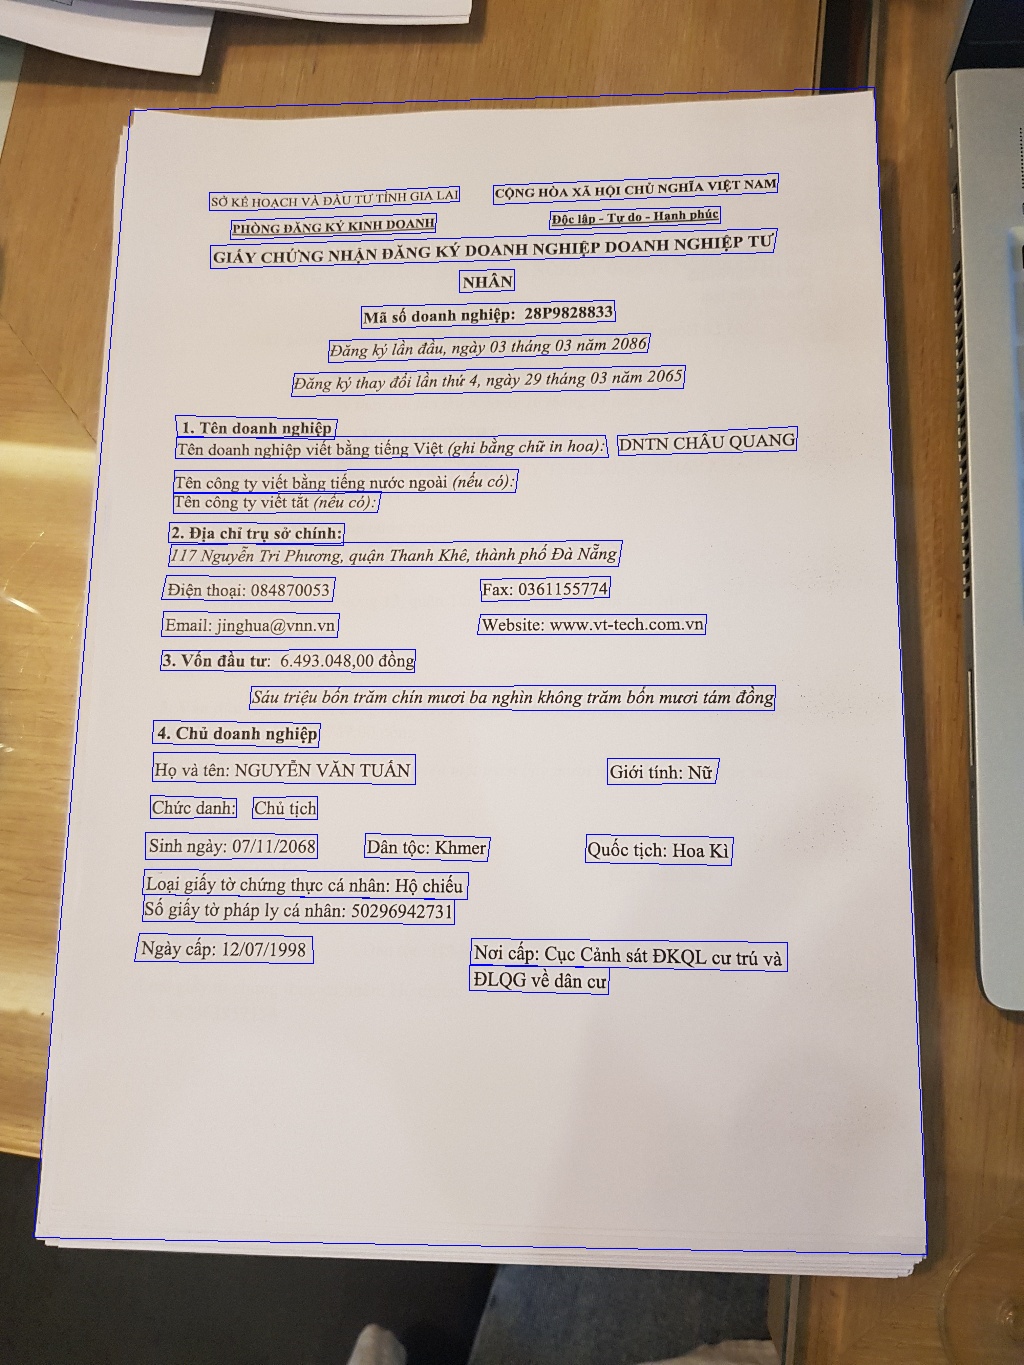 SỞ KẾ HOẠCH VÀ ĐẦU TƯ TỈNH GIA LAI
CỘNG HÒA XÃ HỘI CHỦ NGHĨA VIỆT NAM
PHÒNG ĐĂNG KÝ KINH DOANH
Độc lập - Tự do - Hạnh phúc
GIẤY CHỨNG NHẬN ĐĂNG KÝ DOANH NGHIỆP DOANH NGHIỆP TƯ
NHÂN
Mã số doanh nghiệp: 28P9828833
Đăng ký lần đầu, ngày 03 tháng 03 năm 2086
Đăng ký thay đổi lần thứ 4, ngày 29 tháng 03 năm 2065
1. Tên doanh nghiệp
Tên doanh nghiệp viết bằng tiếng Việt (ghi bằng chữ in hoa): DNTN CHÂU QUANG
Tên công ty viết bằng tiếng nước ngoài (nếu có):
Tên công ty viết tắt (nếu có):
2. Địa chỉ trụ sở chính:
117 Nguyễn Tri Phương, quận Thanh Khê, thành phố Đà Nẵng
Điện thoại: 084870053 Fax: 0361155774
Email: jinghua@vnn.vn Website: www.vt-tech.com.vn
3. Vốn đầu tư: 6.493.048,00 đồng
Sáu triệu bốn trăm chín mươi ba nghìn không trăm bốn mươi tám đồng
4. Chủ doanh nghiệp
Họ và tên: NGUYỄN VĂN TUẤN Giới tính: Nữ
Chức danh: Chủ tịch
Sinh ngày: 07/11/2068 Dân tộc: Khmer Quốc tịch: Hoa Kì
Loại giấy tờ chứng thực cá nhân: Hộ chiếu
Số giấy tờ pháp ly cá nhân: 50296942731
Ngày cấp: 12/07/1998 Nơi cấp: Cục Cảnh sát ĐKQL cư trú và
ĐLQG về dân cư